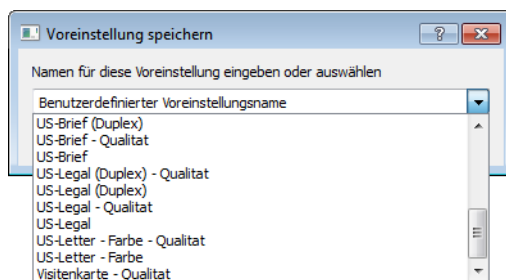 Voreinstellung speichern
Namen für diese Voreinstellung eingeben oder auswählen
Benutzerdefinierter Voreinstellungsname
US-Brief (Duplex)
US-Brief - Qualitat
US-Brief
US-Legal (Duplex) - Qualitat
US-Legal (Duplex)
US-Legal - Qualitat
US-Legal
US-Letter - Farbe - Qualitat
US-Letter - Farbe
Visitenkarte - Qualitat